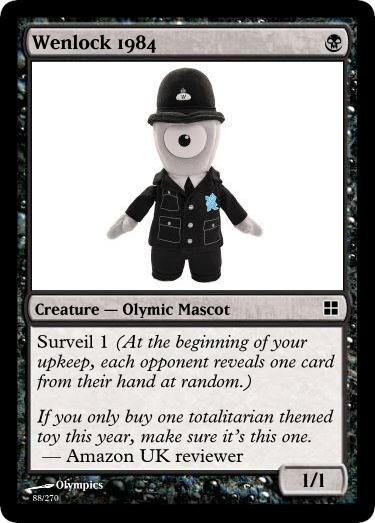 Wenlock 1984
Creature — Olymic Mascot
Surveil 1 (At the beginning of your
upkeep, each opponent reveals one card
from their hand at random.)
If you only buy one totalitarian themed
toy this year, make sure it's this one.
— Amazon UK reviewer
1/1
Olympics
88/270